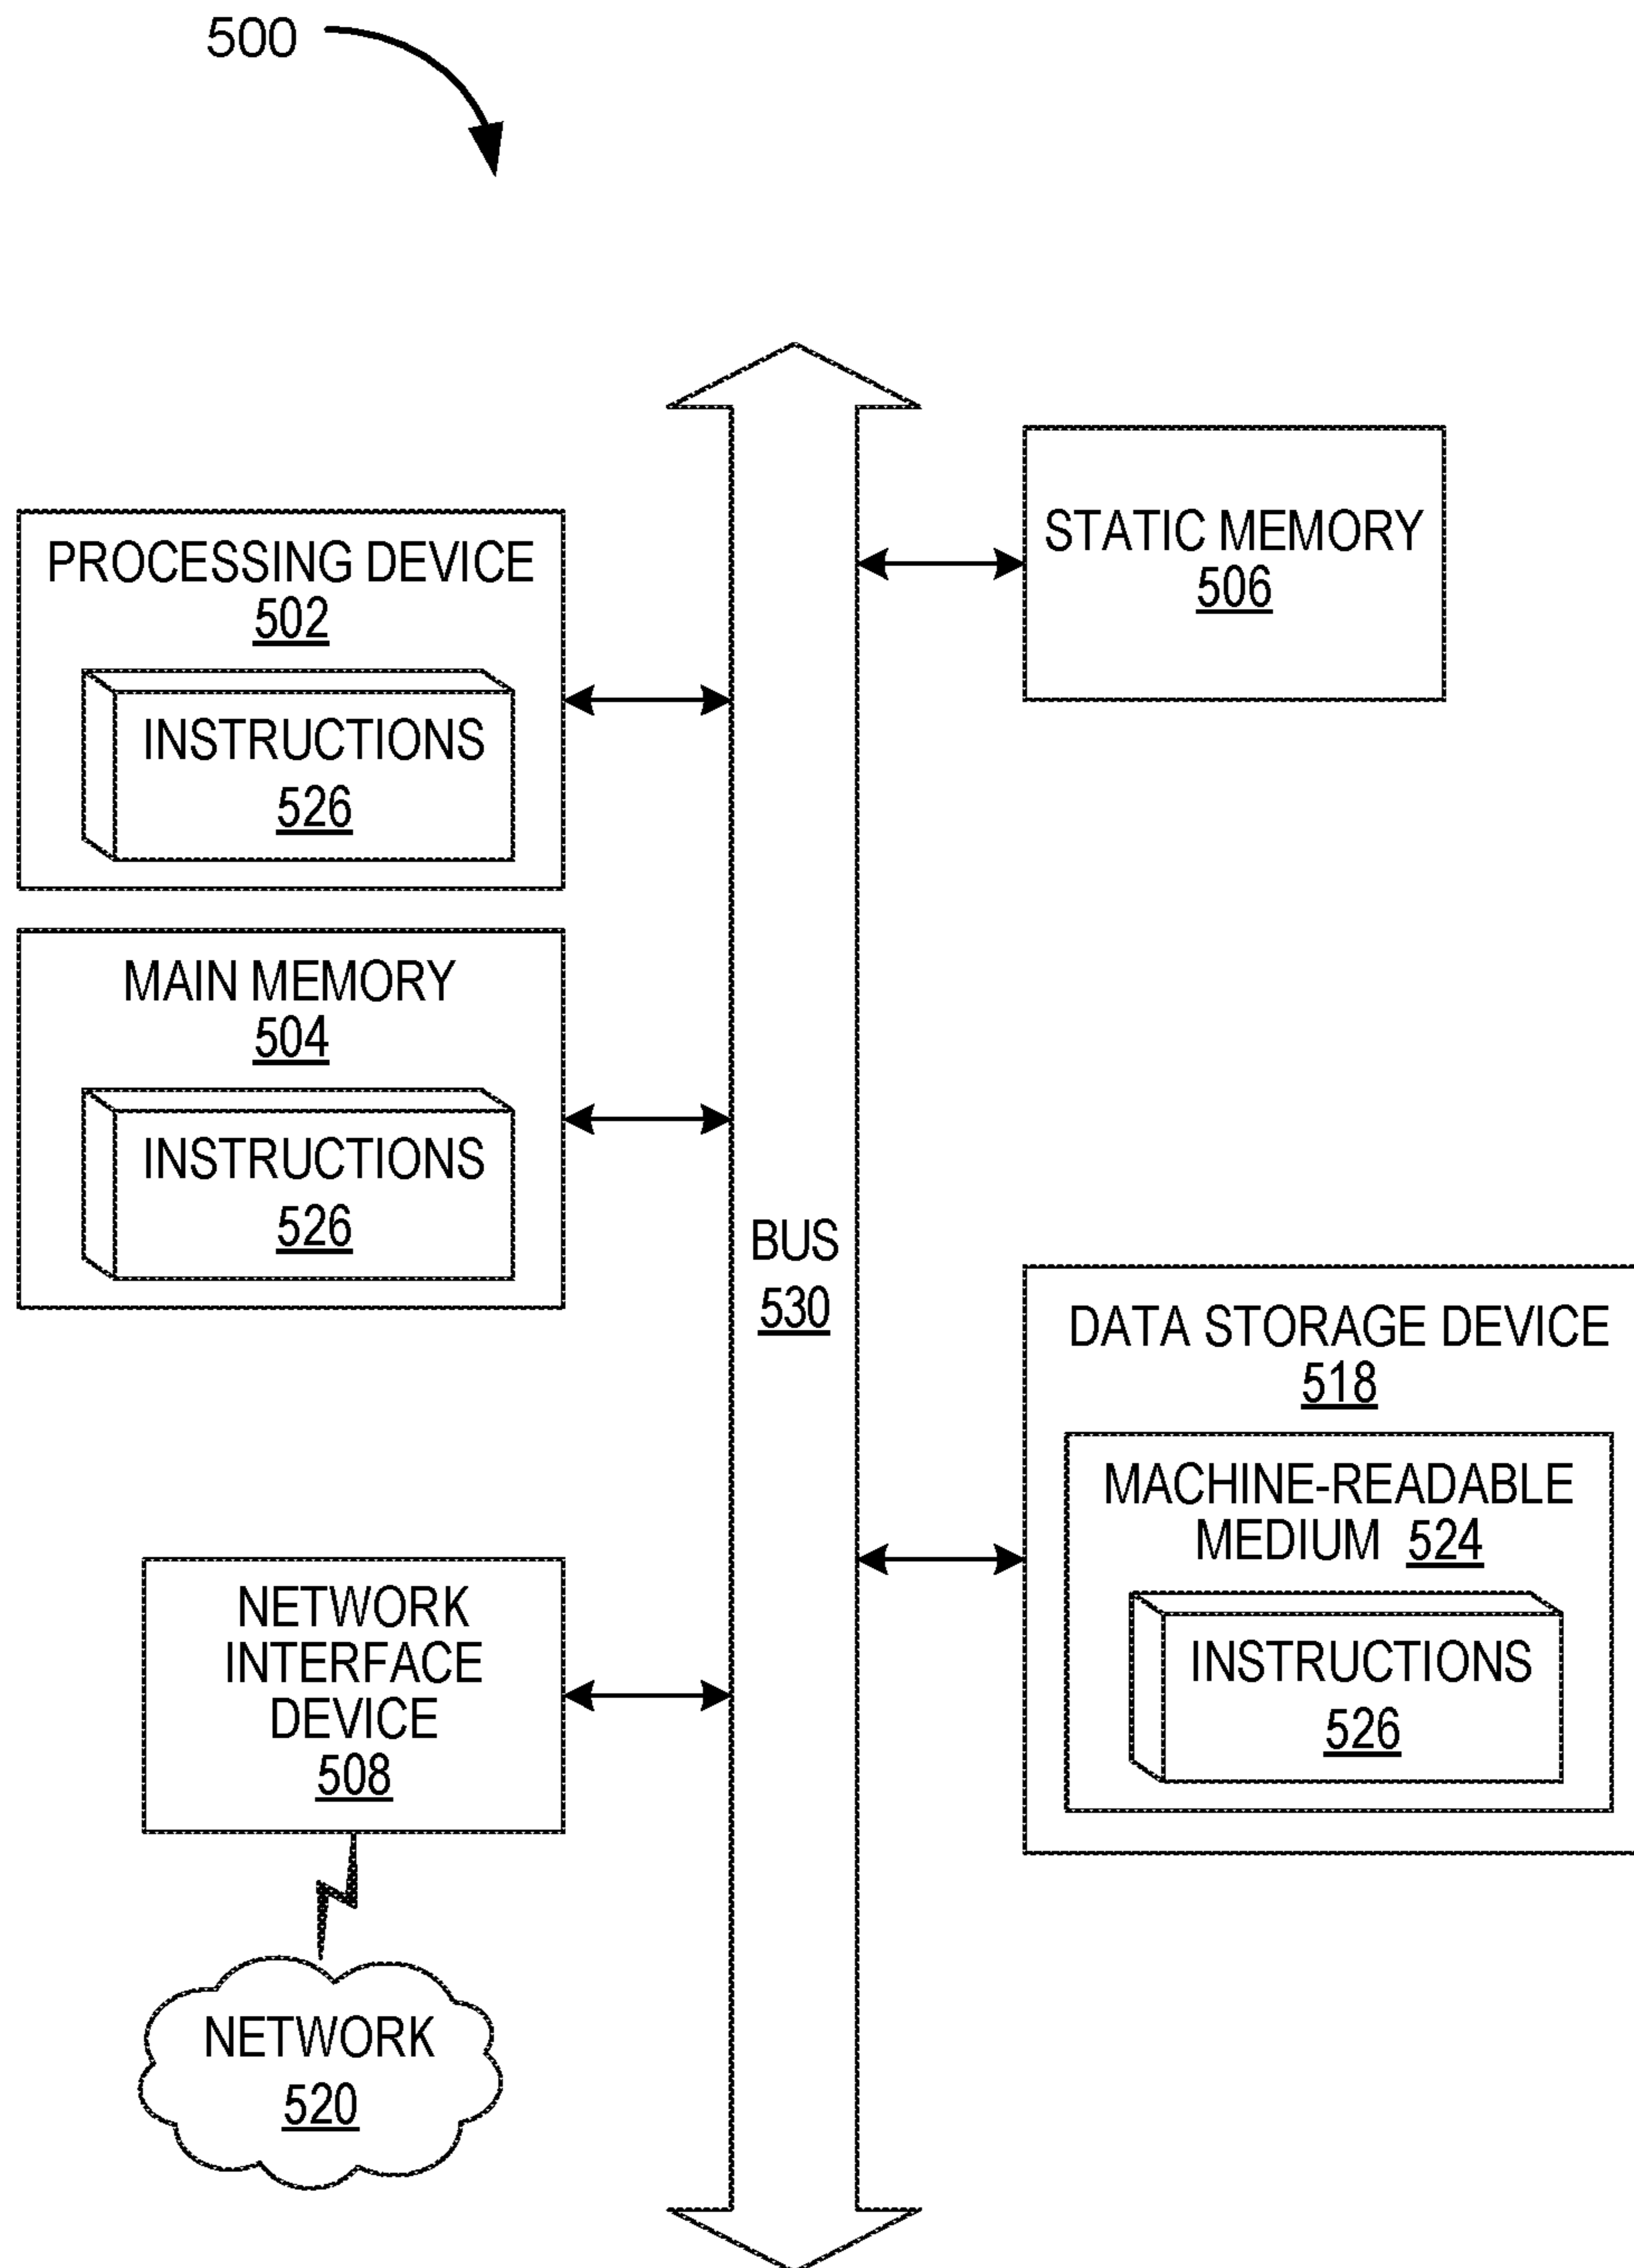 500
PROCESSING DEVICE
502
INSTRUCTIONS
526
STATIC MEMORY
506
MAIN MEMORY
504
INSTRUCTIONS
526
BUS
530
DATA STORAGE DEVICE
518
MACHINE-READABLE
MEDIUM 524
INSTRUCTIONS
526
NETWORK
INTERFACE
DEVICE
508
NETWORK
520